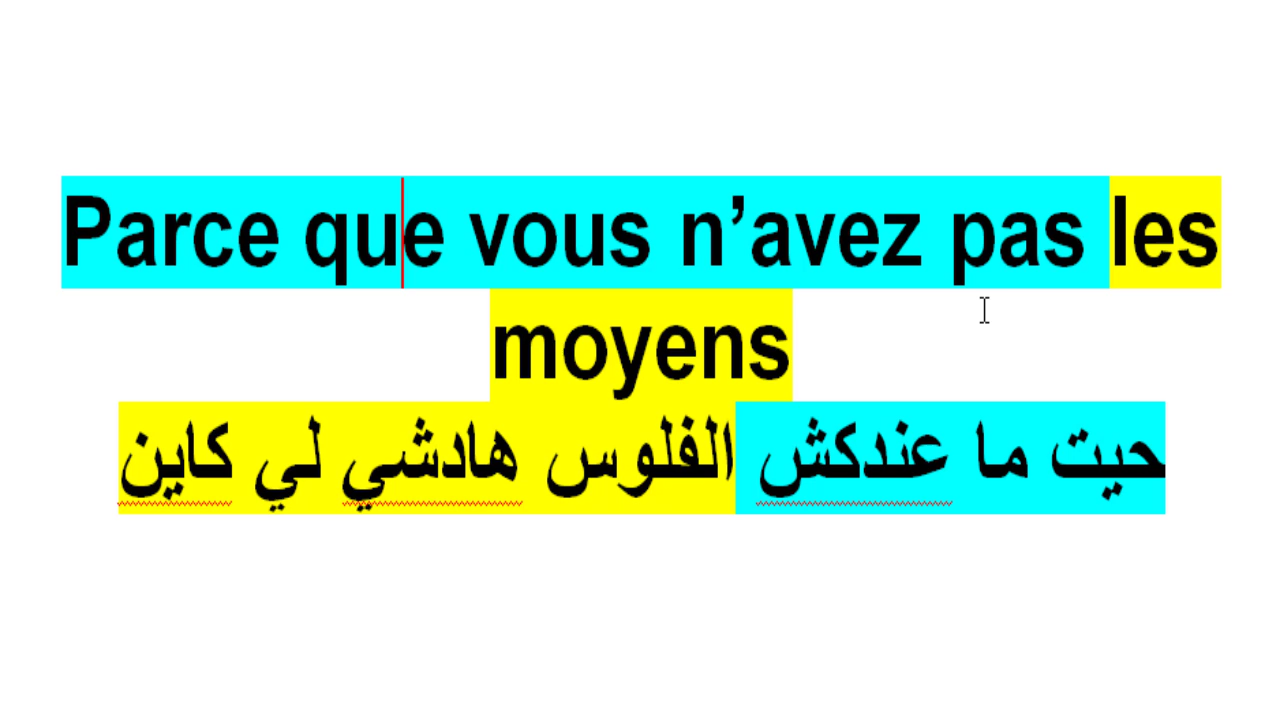 Parce que vous n’avez pas les
moyens
حيت ما عندكش الفلوس هادشي لي كاين